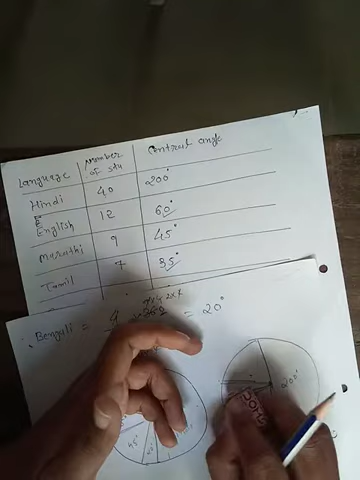 Language Number of stu Central angle
Hindi 40 200°
English 12 60°
Marathi 9 45°
Tamil 7 35°
Bengali = = 20°
200°
45°